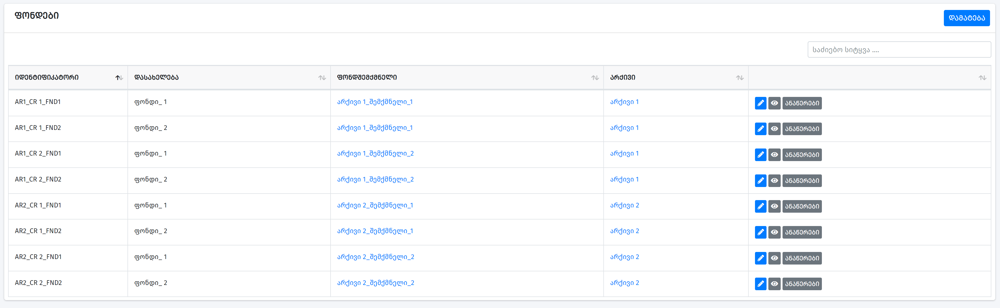 ᲤᲝᲜᲓᲔᲑᲘ
ᲓᲐᲛᲐᲢᲔᲑᲐ
საძიებო სიტყვა ....
ᲘᲓᲔᲜᲢᲘᲤᲘᲙᲐᲢᲝᲠᲘ ᲓᲐᲡᲐᲮᲔᲚᲔᲑᲐ ᲤᲝᲜᲓᲨᲔᲛᲥᲛᲜᲔᲚᲘ ᲐᲠᲥᲘᲕᲘ
AR1_CR 1_FND1 ფონდი_ 1 არქივი 1_შემქმნელი_1 არქივი 1 ᲐᲜᲐᲬᲔᲠᲔᲑᲘ
AR1_CR 1_FND2 ფონდი_ 2 არქივი 1_შემქმნელი_1 არქივი 1 ᲐᲜᲐᲬᲔᲠᲔᲑᲘ
AR1_CR 2_FND1 ფონდი_ 1 არქივი 1_შემქმნელი_2 არქივი 1 ᲐᲜᲐᲬᲔᲠᲔᲑᲘ
AR1_CR 2_FND2 ფონდი_ 2 არქივი 1_შემქმნელი_2 არქივი 1 ᲐᲜᲐᲬᲔᲠᲔᲑᲘ
AR2_CR 1_FND1 ფონდი_ 1 არქივი 2_შემქმნელი_1 არქივი 2 ᲐᲜᲐᲬᲔᲠᲔᲑᲘ
AR2_CR 1_FND2 ფონდი_ 2 არქივი 2_შემქმნელი_1 არქივი 2 ᲐᲜᲐᲬᲔᲠᲔᲑᲘ
AR2_CR 2_FND1 ფონდი_ 1 არქივი 2_შემქმნელი_2 არქივი 2 ᲐᲜᲐᲬᲔᲠᲔᲑᲘ
AR2_CR 2_FND2 ფონდი_ 2 არქივი 2_შემქმნელი_2 არქივი 2 ᲐᲜᲐᲬᲔᲠᲔᲑᲘ